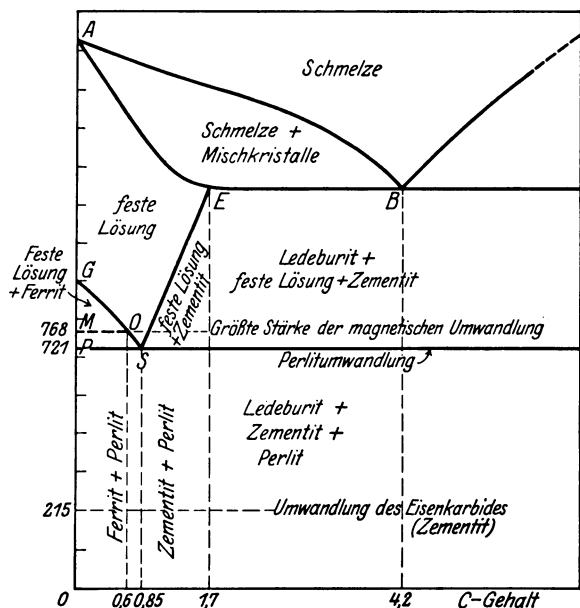 A
Schmelze
Schmelze +
Mischkristalle
E
B
feste
Lösung
Feste
Lösung
+ Ferrit
G
feste Lösung
+Zementit
Ledeburit +
feste Lösung+Zementit
M
O
768
Größte Stärke der magnetischen Umwandlung
P
721
S
Perlitumwandlung
Ferrit + Perlit
Zementit + Perlit
Ledeburit +
Zementit +
Perlit
215
Umwandlung des Eisenkarbides
(Zementit)
0
0,6
0,85
1,7
4,2
C-Gehalt